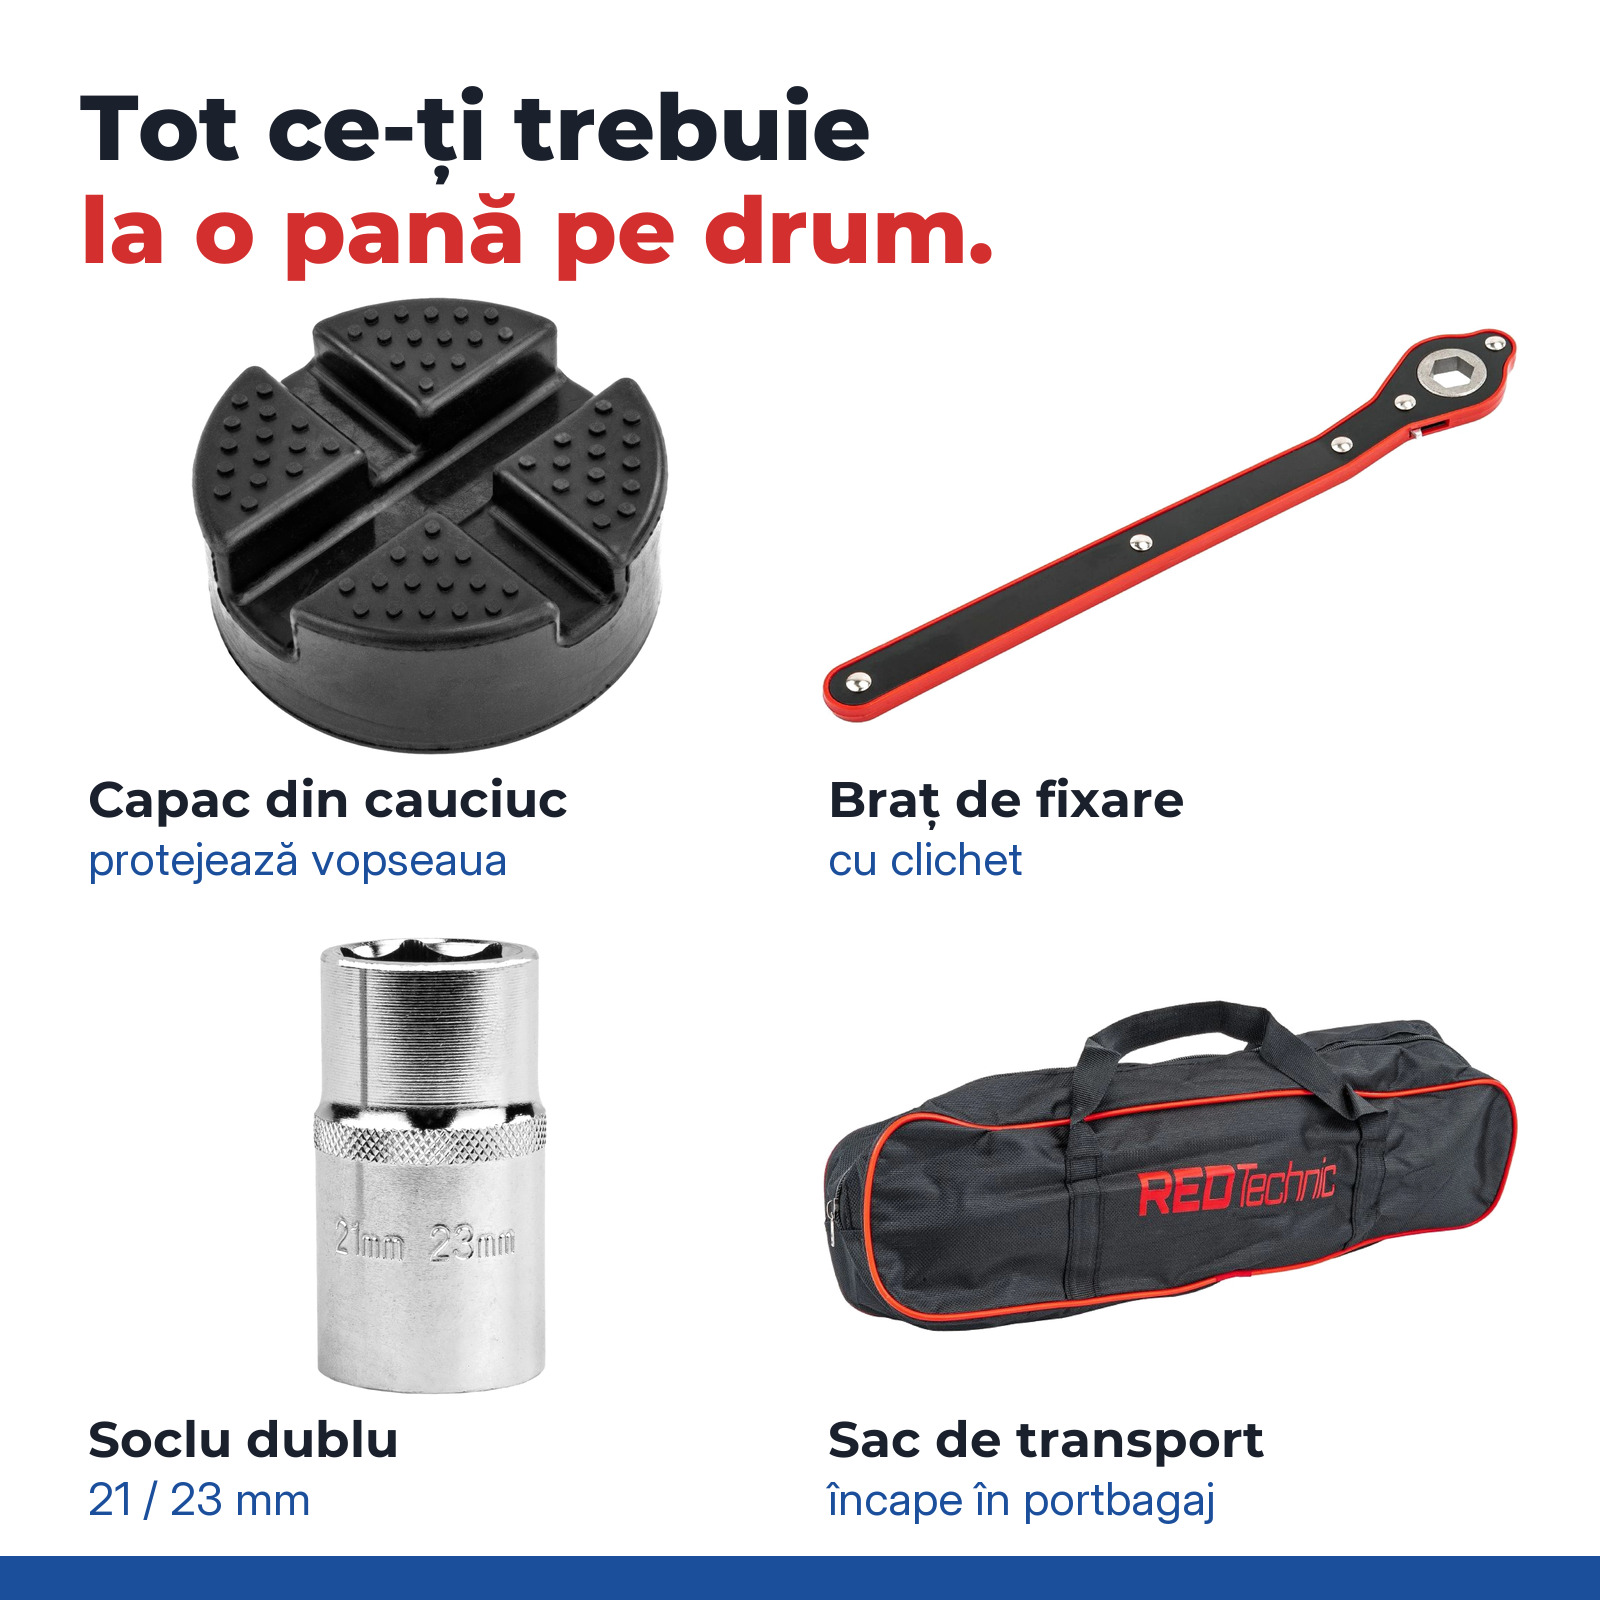 Tot ce-ți trebuie
la o pană pe drum.
Capac din cauciuc
protejează vopseaua
Braț de fixare
cu clichet
21mm 23mm
REDTechnic
Soclu dublu
21 / 23 mm
Sac de transport
încape în portbagaj